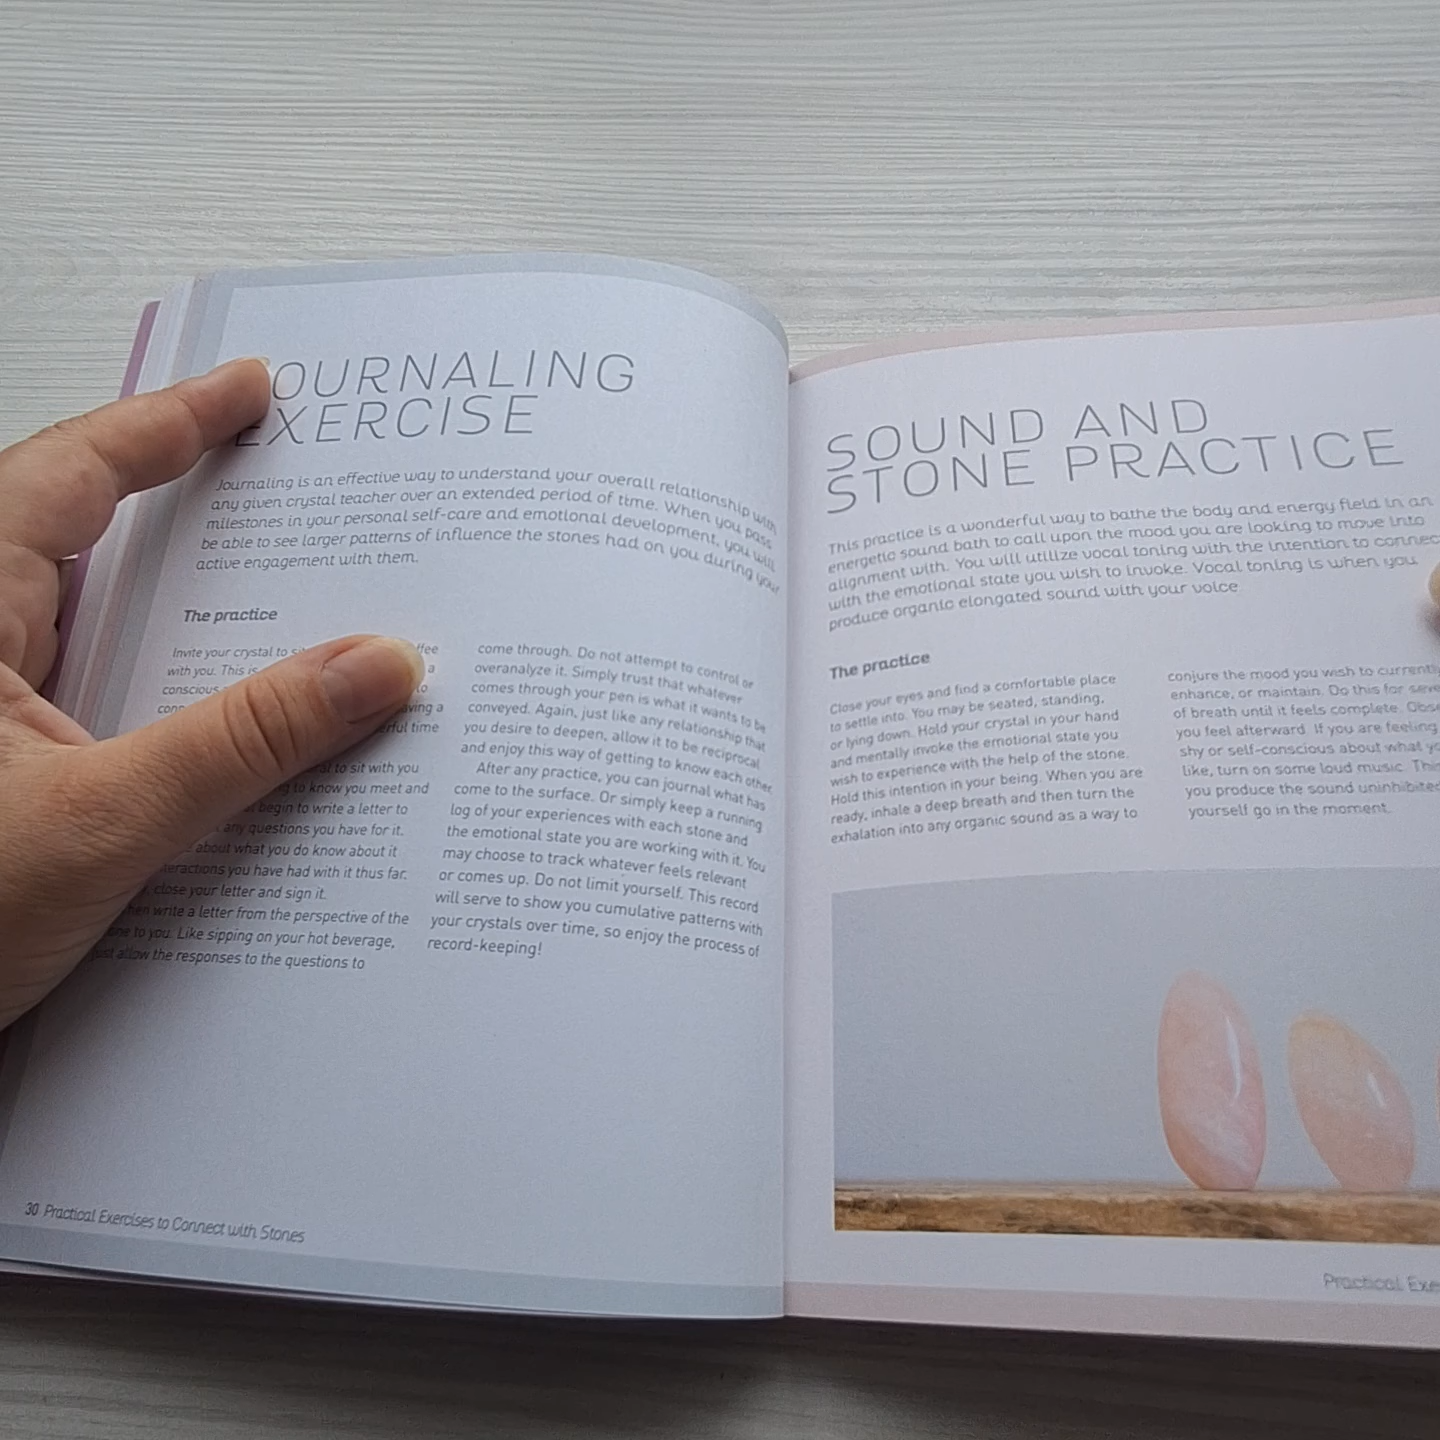 JOURNALING
EXERCISE
Journaling is an effective way to understand your overall relationship with
any given crystal teacher over an extended period of time. When you pass
milestones in your personal self-care and emotional development, you will
be able to see larger patterns of influence the stones had on you during your
active engagement with them.
The practice
Invite your crystal to
with you. This is a
conscious to
having a
time
to sit with you
to know you meet and
begin to write a letter to
any questions you have for it.
about what you do know about it
interactions you have had with it thus far.
close your letter and sign it.
Then write a letter from the perspective of the
to you. Like sipping on your hot beverage,
just allow the responses to the questions to
come through. Do not attempt to control or
overanalyze it. Simply trust that whatever
comes through your pen is what it wants to be
conveyed. Again, just like any relationship that
you desire to deepen, allow it to be reciprocal
and enjoy this way of getting to know each other.
After any practice, you can journal what has
come to the surface. Or simply keep a running
log of your experiences with each stone and
the emotional state you are working with it. You
may choose to track whatever feels relevant
or comes up. Do not limit yourself. This record
will serve to show you cumulative patterns with
your crystals over time, so enjoy the process of
record-keeping!
30 Practical Exercises to Connect with Stones
SOUND AND
STONE PRACTICE
This practice is a wonderful way to bathe the body and energy field in an
energetic sound bath to call upon the mood you are looking to move into
alignment with. You will utilize vocal toning with the intention to connec
with the emotional state you wish to invoke. Vocal toning is when you
produce organic elongated sound with your voice.
The practice
Close your eyes and find a comfortable place
to settle into. You may be seated, standing,
or lying down. Hold your crystal in your hand
and mentally invoke the emotional state you
wish to experience with the help of the stone.
Hold this intention in your being. When you are
ready, inhale a deep breath and then turn the
exhalation into any organic sound as a way to
conjure the mood you wish to currently
enhance, or maintain. Do this for seve
of breath until it feels complete. Obse
you feel afterward. If you are feeling
shy or self-conscious about what yo
like, turn on some loud music. This
you produce the sound uninhibited
yourself go in the moment.
Practical Exe